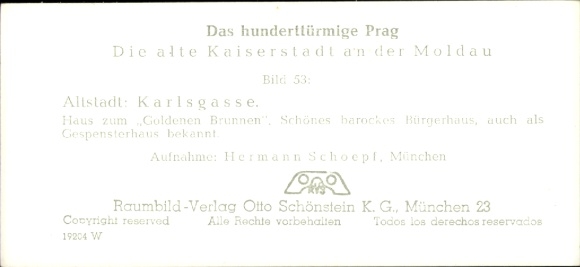 Das hunderttürmige Prag
Die alte Kaiserstadt an der Moldau
Bild 53:
Altstadt: Karlsgasse.
Haus zum „Goldenen Brunnen". Schönes barockes Bürgerhaus, auch als
Gespensterhaus bekannt.
Aufnahme: Hermann Schoepf, München
Raumbild-Verlag Otto Schönstein K. G., München 23
Copyright reserved Alle Rechte vorbehalten Todos los derechos reservados
19204 W